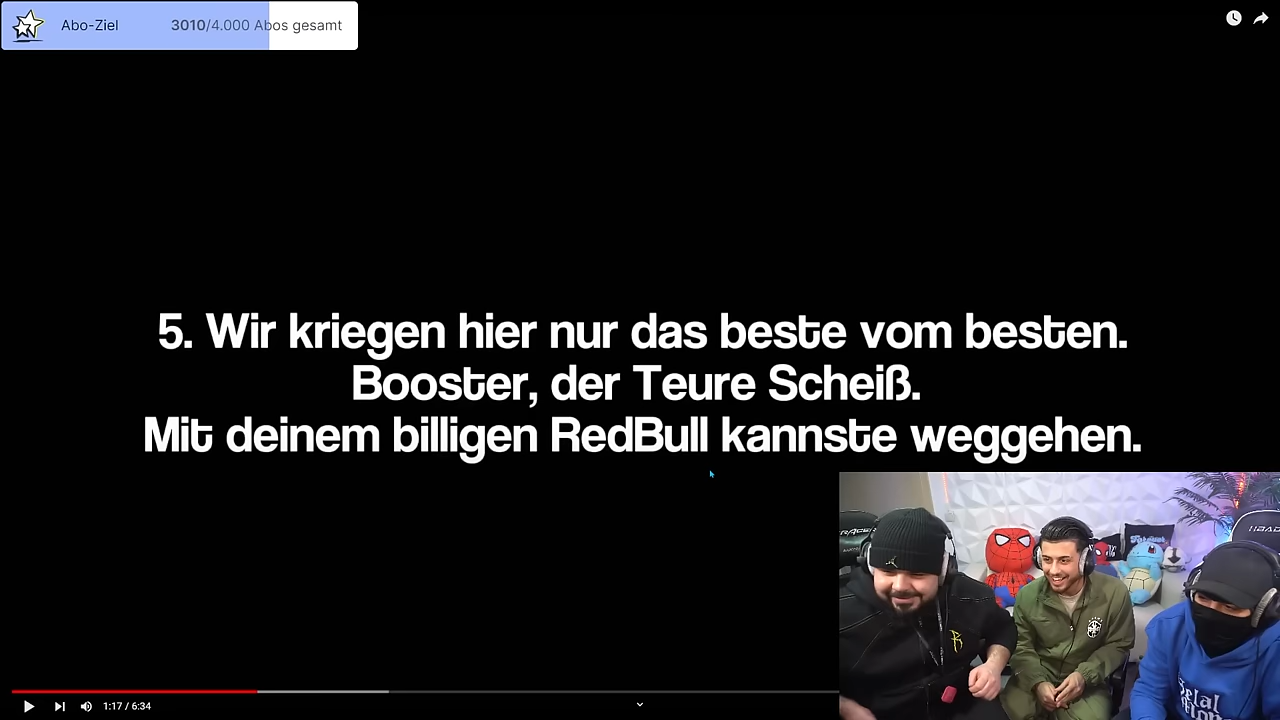 Abo-Ziel 3010/4.000 Abos gesamt
5. Wir kriegen hier nur das beste vom besten.
Booster, der Teure Scheiß.
Mit deinem billigen RedBull kannste weggehen.
1:17 / 6:34